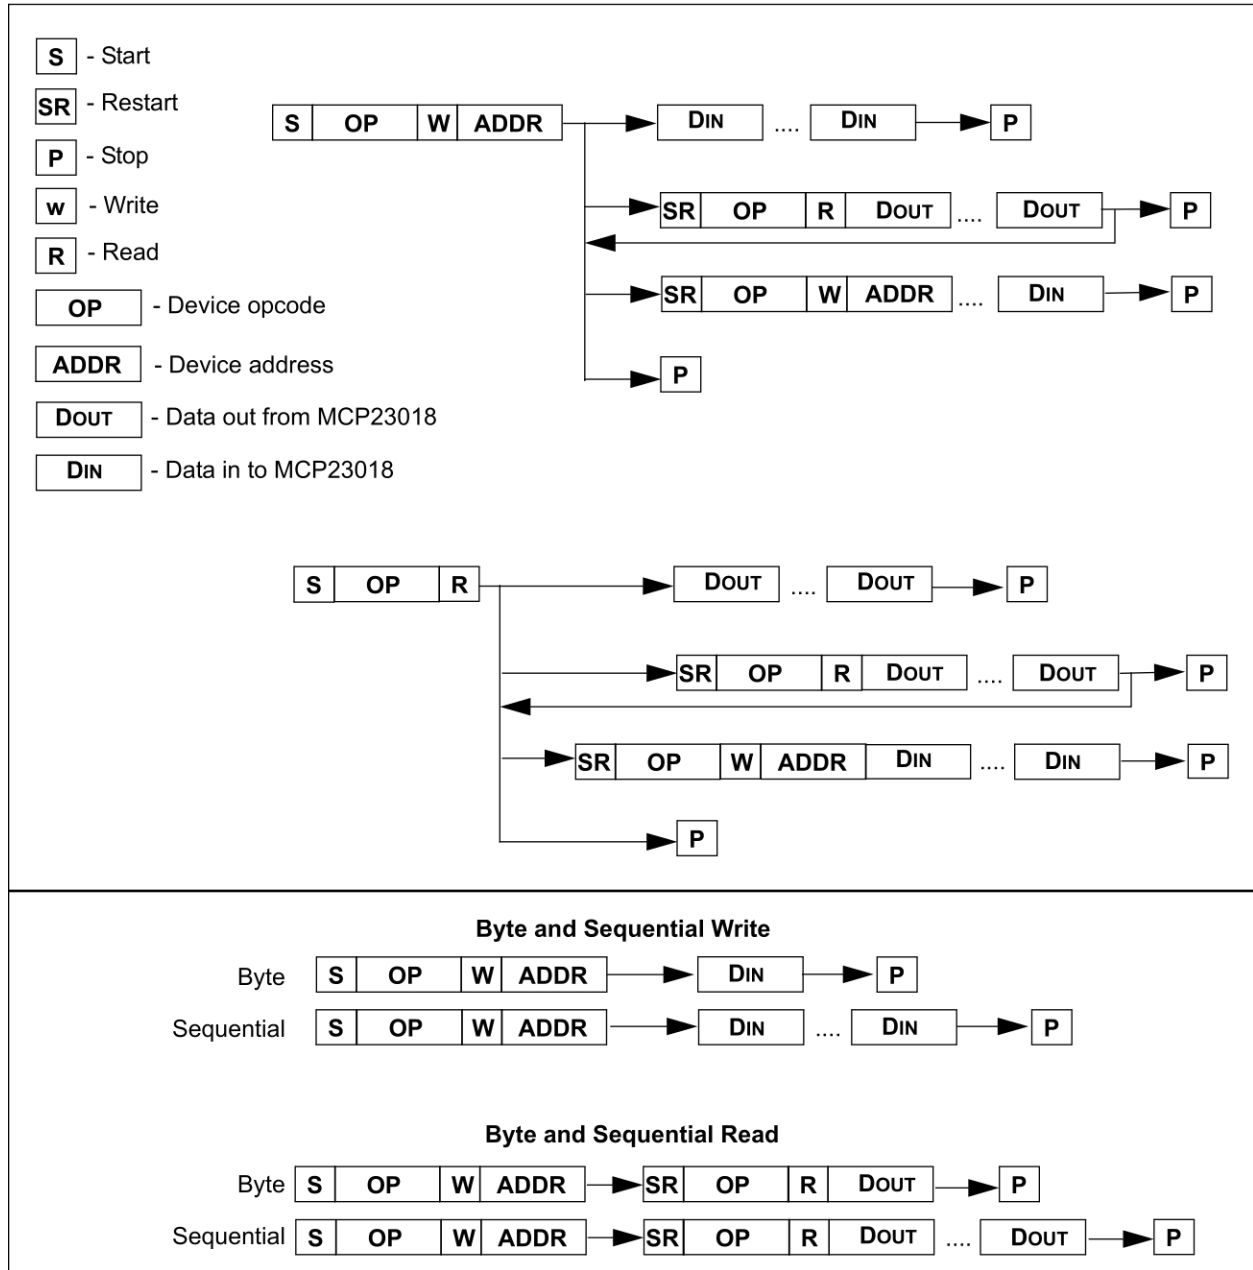 S - Start
SR - Restart
P - Stop
w - Write
R - Read
OP - Device opcode
ADDR - Device address
DOUT - Data out from MCP23018
DIN - Data in to MCP23018
S OP W ADDR DIN .... DIN P
SR OP R DOUT .... DOUT P
SR OP W ADDR .... DIN P
P
S OP R DOUT .... DOUT P
SR OP R DOUT .... DOUT P
SR OP W ADDR DIN .... DIN P
P
Byte and Sequential Write
Byte S OP W ADDR DIN P
Sequential S OP W ADDR DIN .... DIN P
Byte and Sequential Read
Byte S OP W ADDR SR OP R DOUT P
Sequential S OP W ADDR SR OP R DOUT .... DOUT P